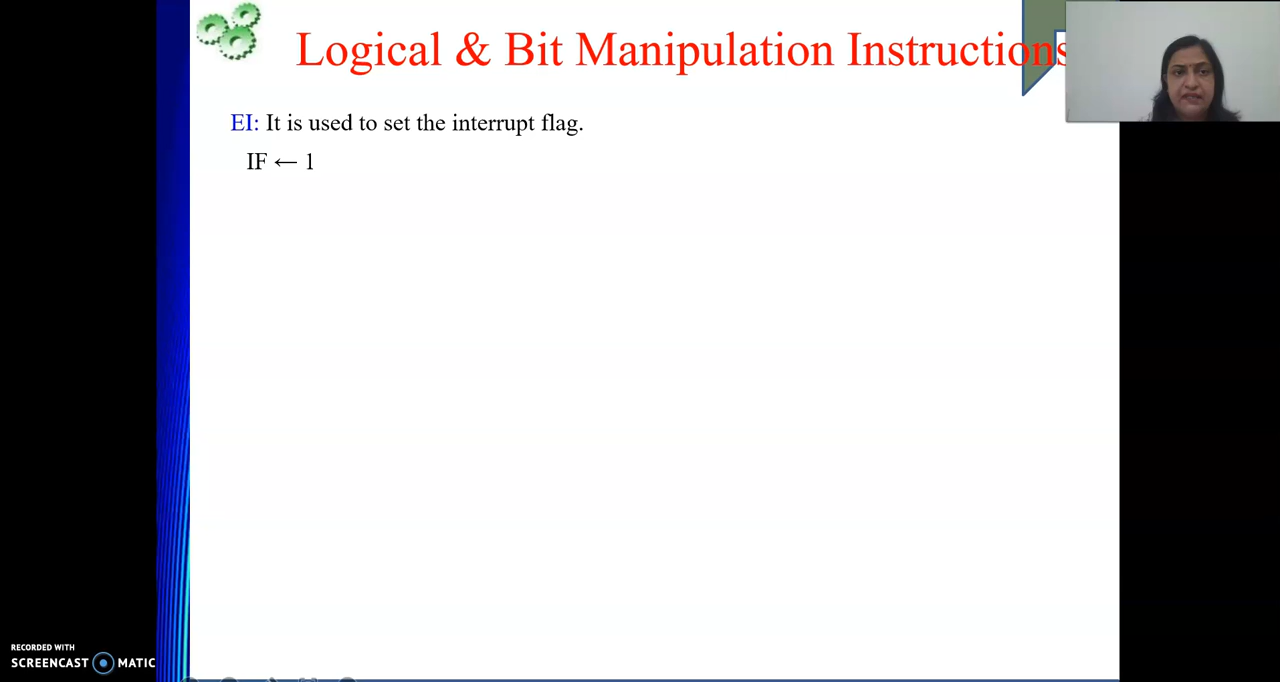 Logical & Bit Manipulation Instructions
EI: It is used to set the interrupt flag.
IF ← 1
RECORDED WITH
SCREENCAST MATIC